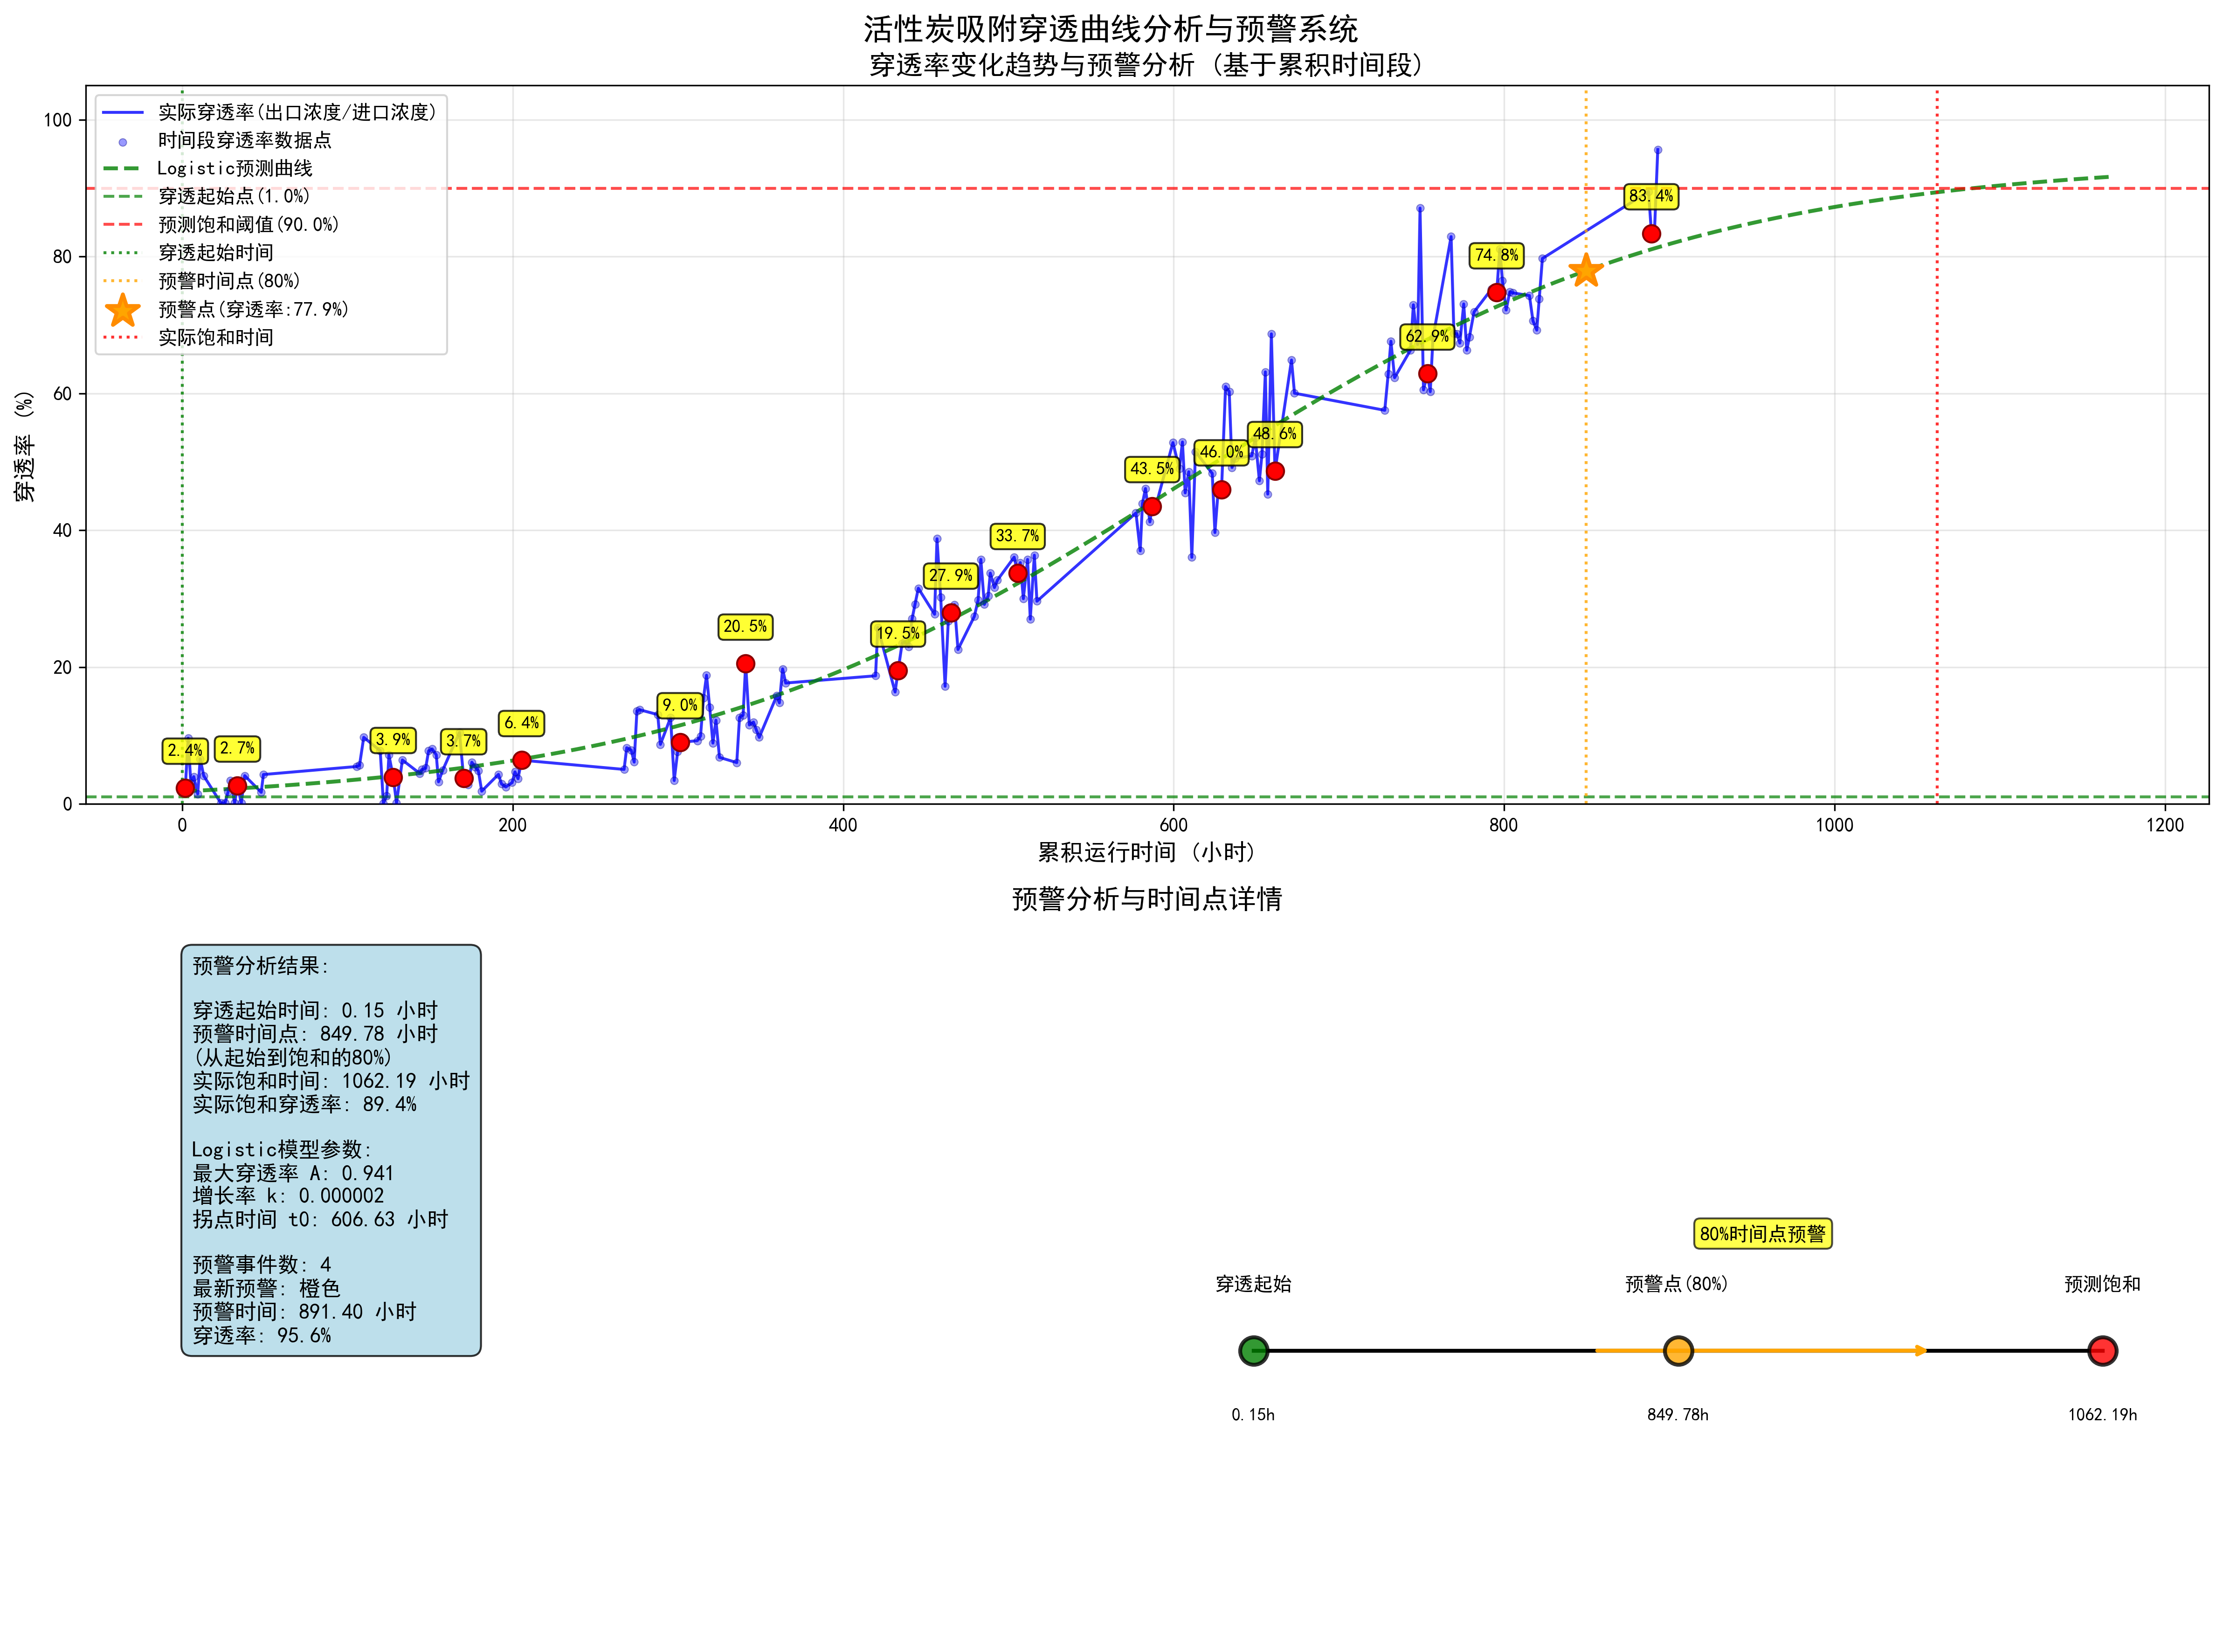 活性炭吸附穿透曲线分析与预警系统
穿透率变化趋势与预警分析 (基于累积时间段)
实际穿透率(出口浓度/进口浓度)
时间段穿透率数据点
Logistic预测曲线
穿透起始点(1.0%)
预测饱和阈值(90.0%)
穿透起始时间
预警时间点(80%)
预警点(穿透率:77.9%)
实际饱和时间
穿透率 (%)
100
80
60
40
20
0
2.4%
2.7%
3.9%
3.7%
6.4%
9.0%
20.5%
19.5%
27.9%
33.7%
43.5%
46.0%
48.6%
62.9%
74.8%
83.4%
0
200
400
600
800
1000
1200
累积运行时间 (小时)
预警分析与时间点详情
预警分析结果:
穿透起始时间: 0.15 小时
预警时间点: 849.78 小时
(从起始到饱和的80%)
实际饱和时间: 1062.19 小时
实际饱和穿透率: 89.4%
Logistic模型参数:
最大穿透率 A: 0.941
增长率 k: 0.000002
拐点时间 t0: 606.63 小时
预警事件数: 4
最新预警: 橙色
预警时间: 891.40 小时
穿透率: 95.6%
80%时间点预警
穿透起始
预警点(80%)
预测饱和
0.15h
849.78h
1062.19h